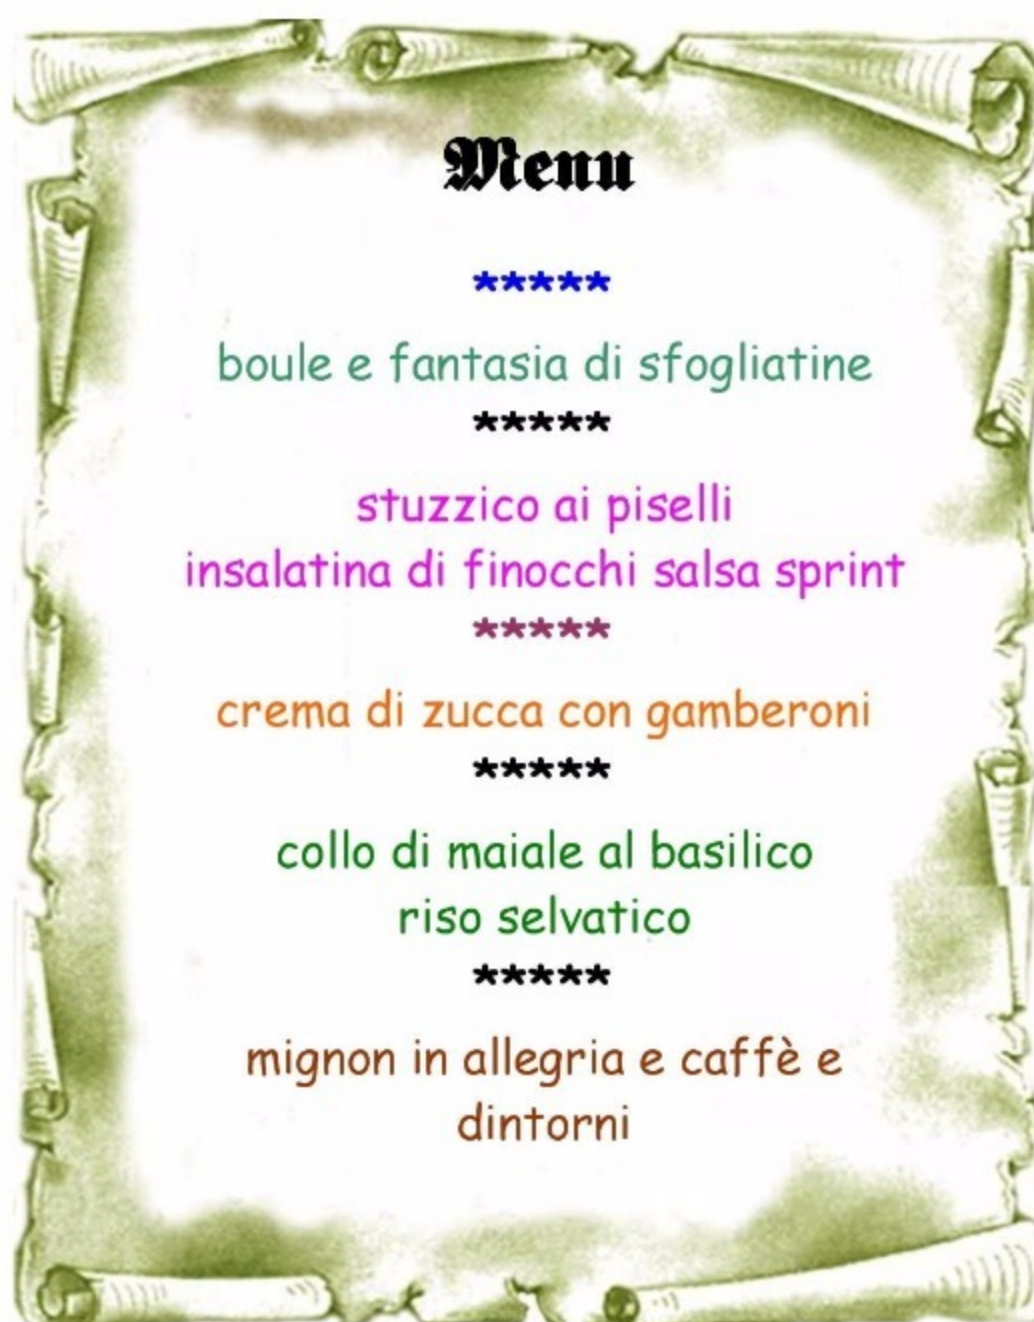 Menu
*****
boule e fantasia di sfogliatine
*****
stuzzico ai piselli
insalatina di finocchi salsa sprint
*****
crema di zucca con gamberoni
*****
collo di maiale al basilico
riso selvatico
*****
mignon in allegria e caffè e
dintorni